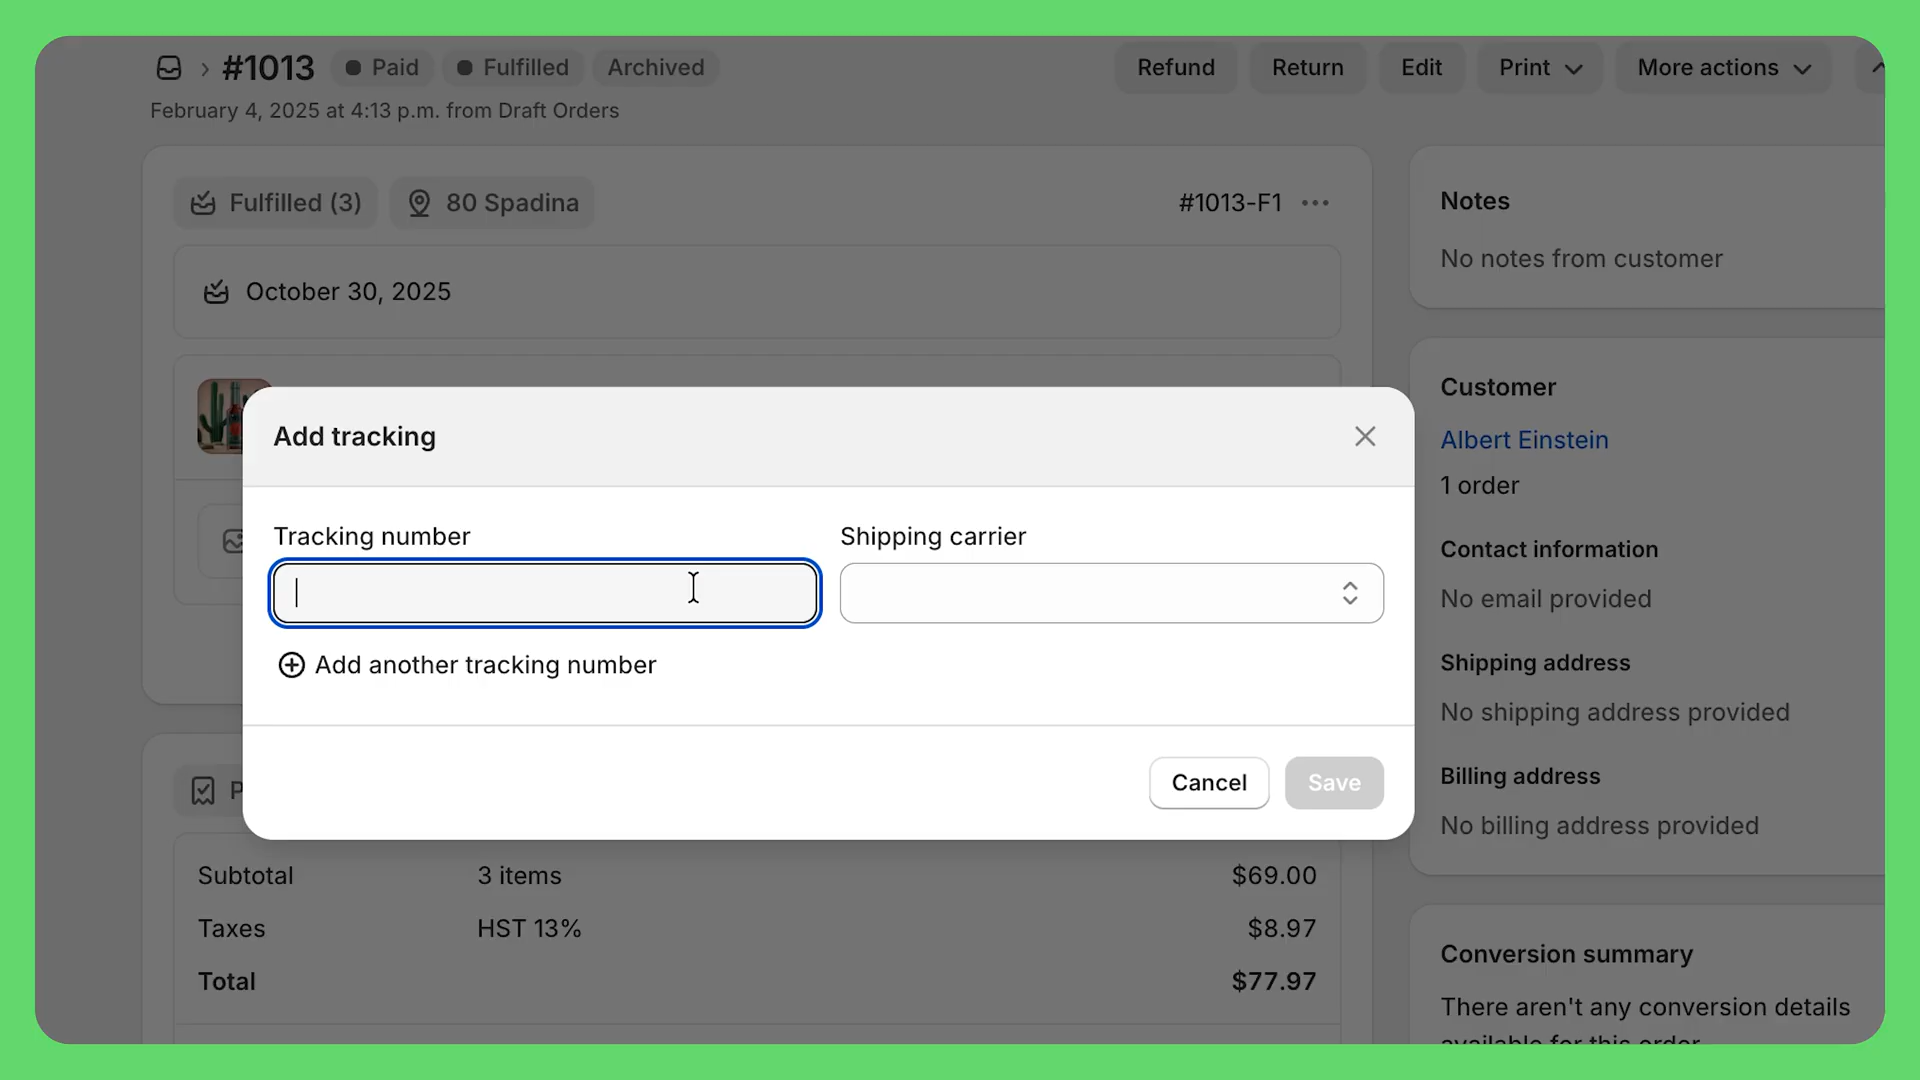 #1013 Paid Fulfilled Archived Refund Return Edit Print More actions
February 4, 2025 at 4:13 p.m. from Draft Orders
Fulfilled (3) 80 Spadina #1013-F1
October 30, 2025
Add tracking
Tracking number Shipping carrier
Add another tracking number
Cancel Save
Subtotal 3 items $69.00
Taxes HST 13% $8.97
Total $77.97
Notes
No notes from customer
Customer
Albert Einstein
1 order
Contact information
No email provided
Shipping address
No shipping address provided
Billing address
No billing address provided
Conversion summary
There aren't any conversion details
available for this order